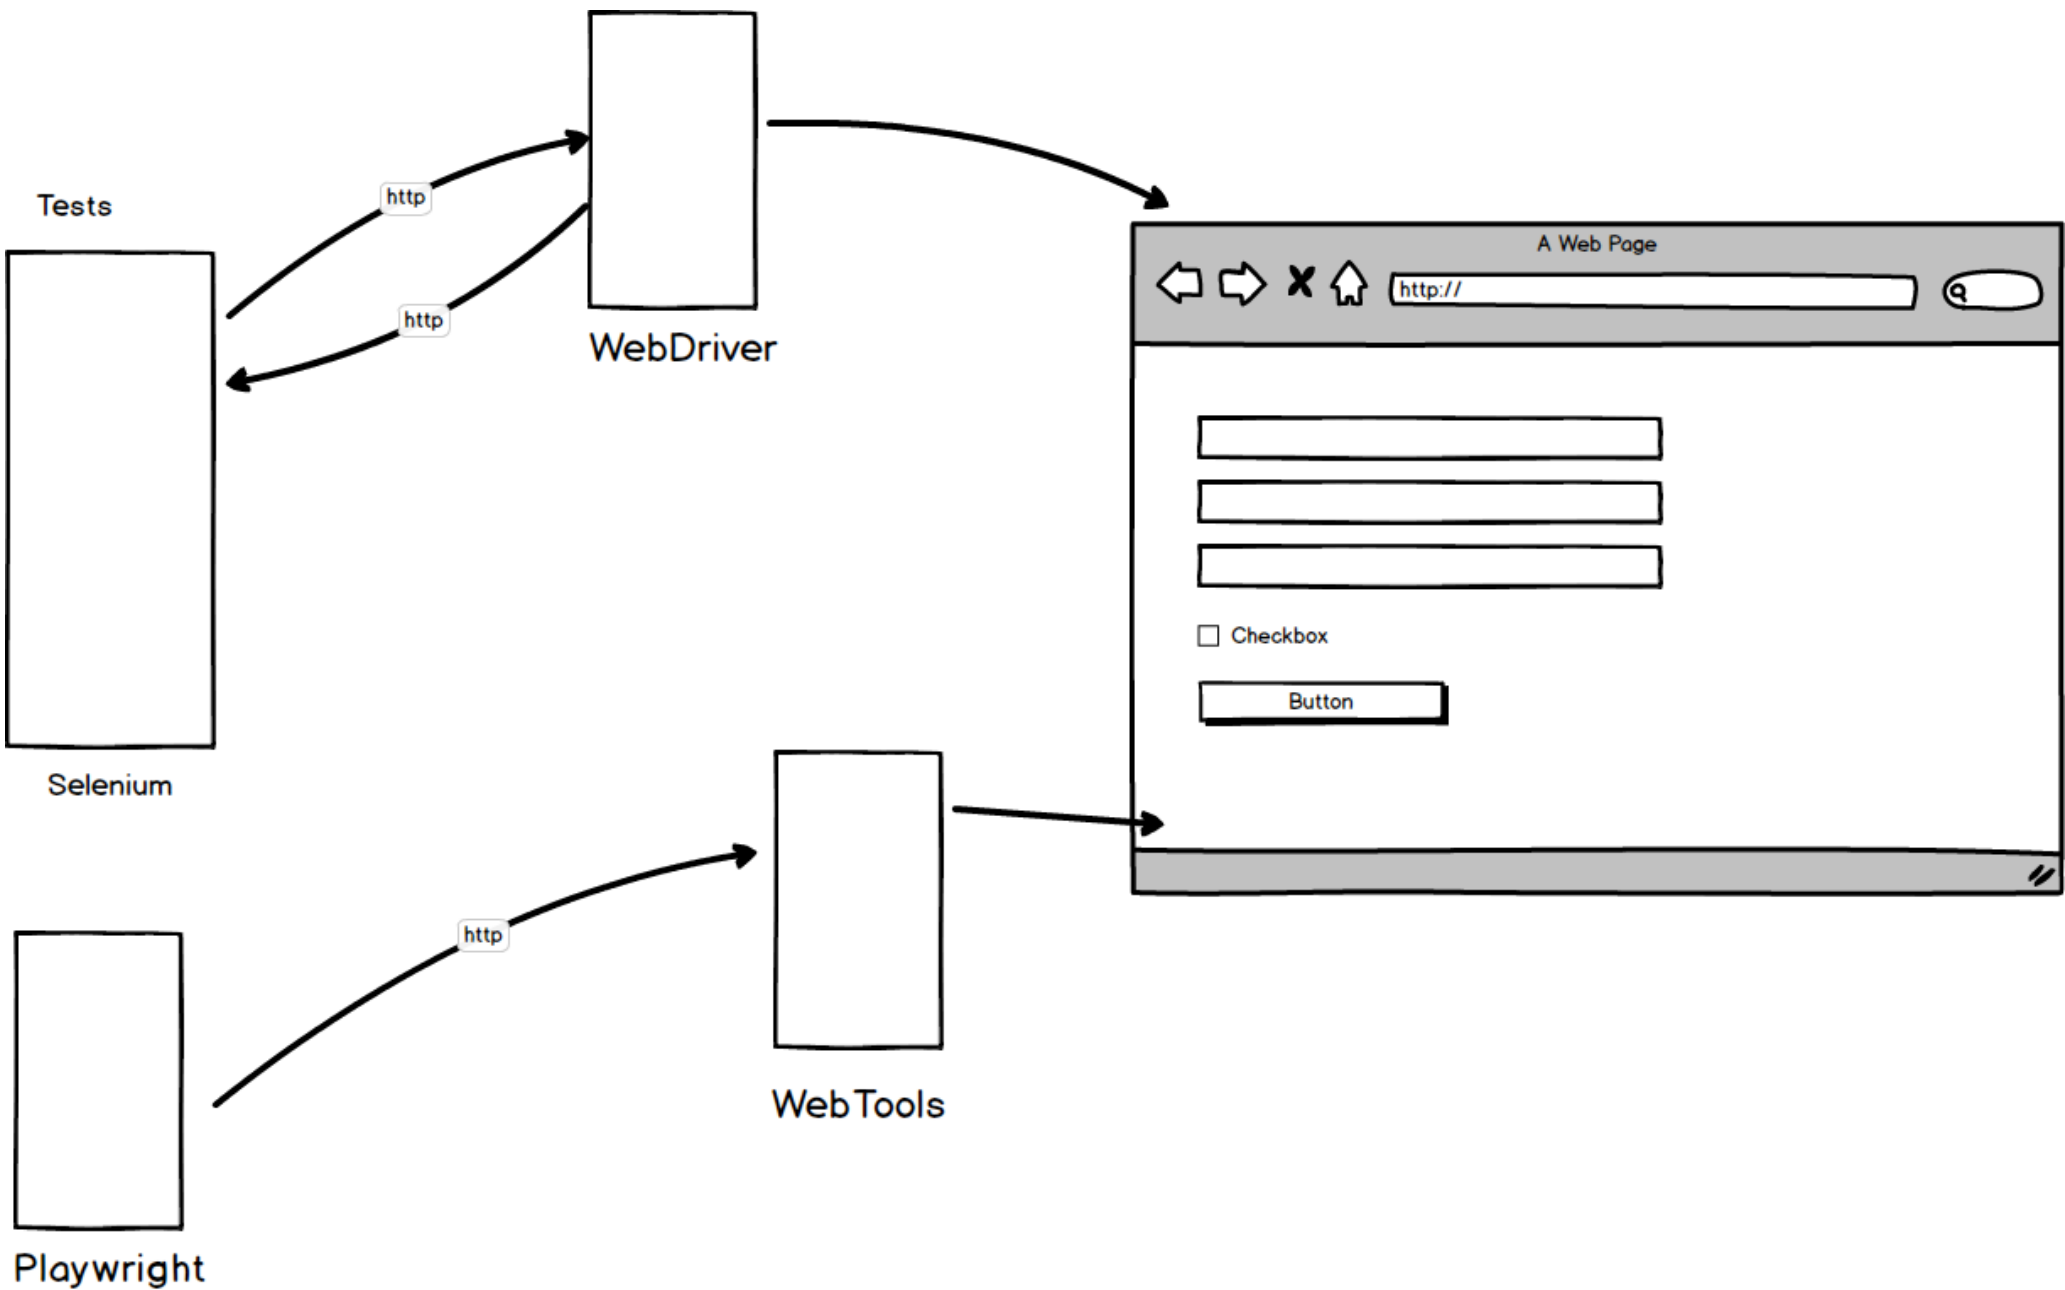 Tests
http
http
WebDriver
Selenium
A Web Page
http://
Checkbox
Button
http
WebTools
Playwright